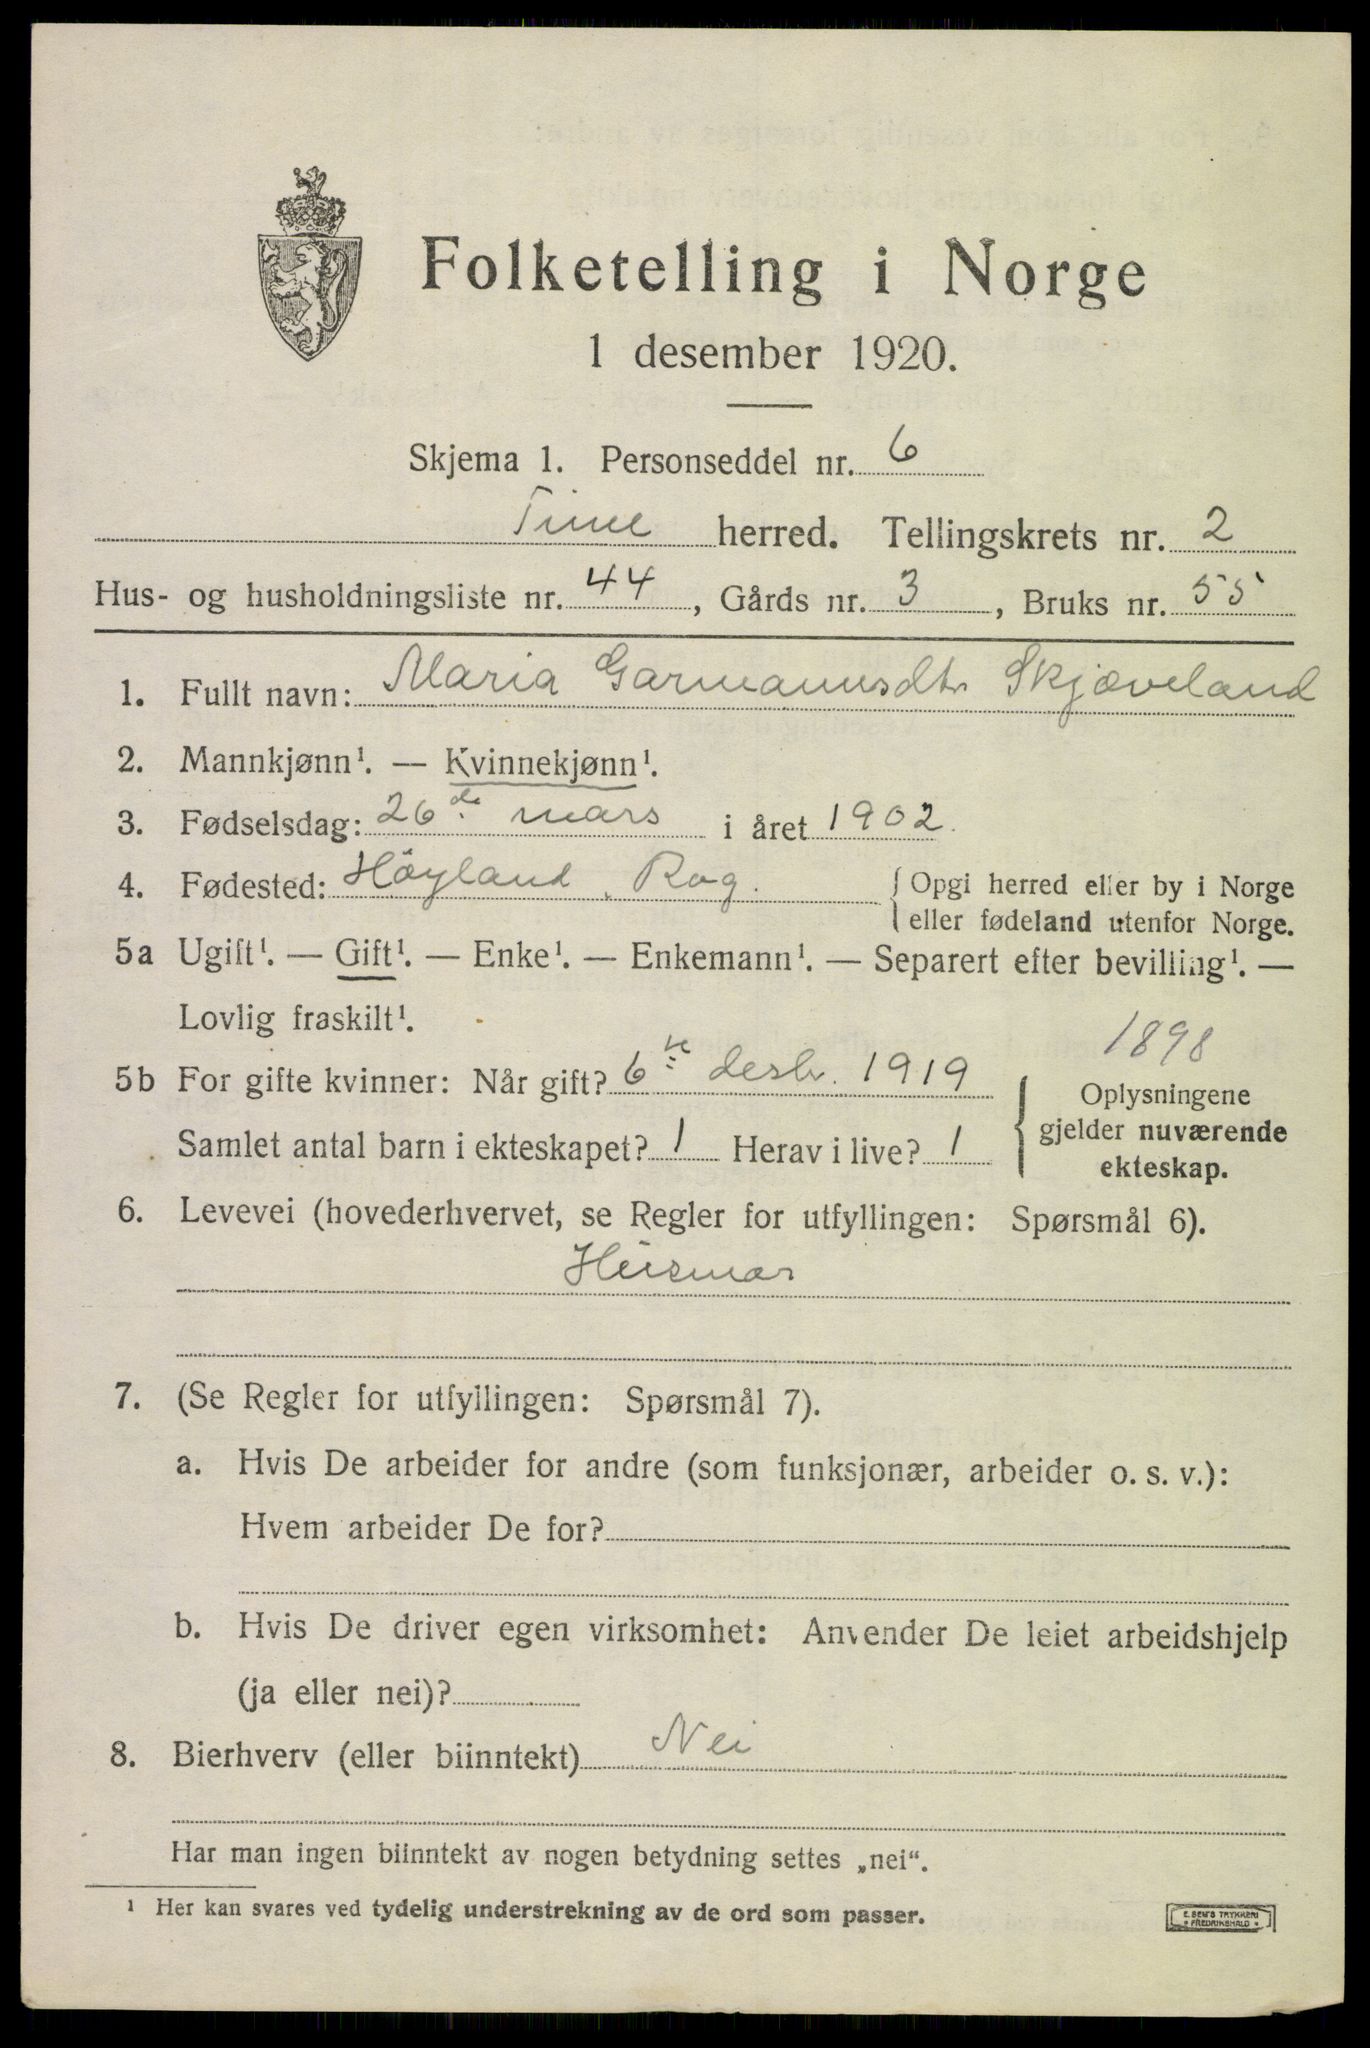 Folketelling i Norge
1 desember 1920.
Skjema 1. Personseddel nr. 6
Time herred. Tellingskrets nr. 2
Hus- og husholdningsliste nr. 44, Gårds nr. 3, Bruks nr. 55
1. Fullt navn: Maria Garmannsdtr Skjæveland
2. Mannkjønn¹. — Kvinnekjønn¹.
3. Fødselsdag: 26de mars i året 1902.
4. Fødested: Höyland, Rog. { Opgi herred eller by i Norge
eller fødeland utenfor Norge.
5a Ugift¹. — Gift¹. — Enke¹. — Enkemann¹. — Separert efter bevilling¹. —
Lovlig fraskilt¹.
1898
5b For gifte kvinner: Når gift? 6te desbr. 1919
Samlet antal barn i ekteskapet? 1 Herav i live? 1
Oplysningene
gjelder nuværende
ekteskap.
6. Levevei (hovederhvervet, se Regler for utfyllingen: Spørsmål 6).
Husmor
7. (Se Regler for utfyllingen: Spørsmål 7).
a. Hvis De arbeider for andre (som funksjonær, arbeider o. s. v.):
Hvem arbeider De for?
b. Hvis De driver egen virksomhet: Anvender De leiet arbeidshjelp
(ja eller nei)?
8. Bierhverv (eller biinntekt) Nei
Har man ingen biinntekt av nogen betydning settes „nei".
¹ Her kan svares ved tydelig understrekning av de ord som passer.
E. SEM'S TRYKKERI
* FREDRIKSHALD *